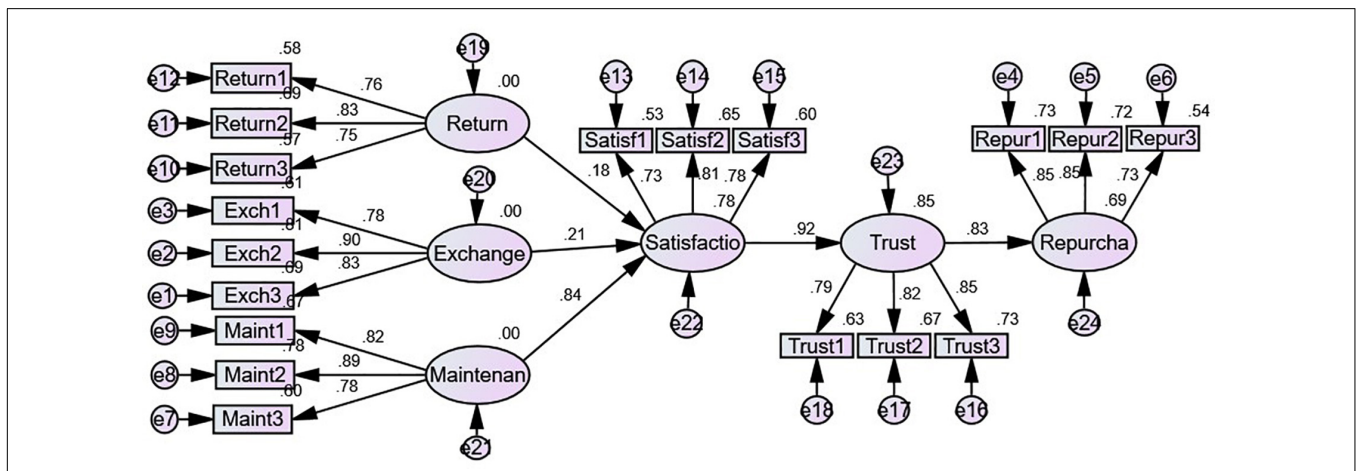 .58
e19
e12 Return1 .76 .00
.69
e11 Return2 .83 Return
.57 .75
e10 Return3
.61
e20
e3 Exch1 .78 .00
.81
e2 Exch2 .90 Exchange .21
.69 .83
e1 Exch3
.67
e9 Maint1 .82 .00 .84
.78
e8 Maint2 .89 Maintenan
.60 .78
e7 Maint3
e21
e13 e14 e15
.53 .65 .60
Satisf1 Satisf2 Satisf3
.18 .73 .81 .78
.78
Satisfactio .92
e22
e23
.85
Trust .83
.79 .82 .85
.63 .67 .73
Trust1 Trust2 Trust3
e18 e17 e16
e4 e5 e6
.73 .72 .54
Repur1 Repur2 Repur3
.85 .85 .73
.69
Repurcha
e24